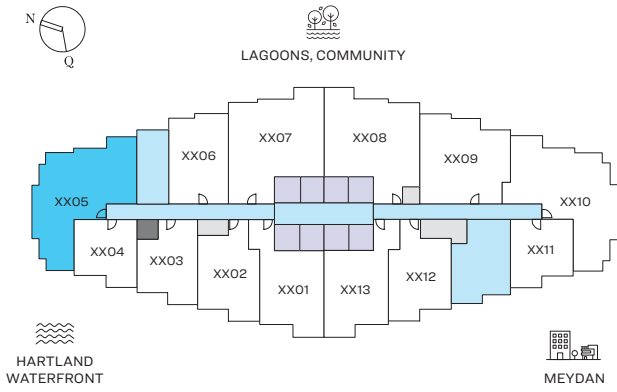 N
Q
LAGOONS, COMMUNITY
XX07
XX08
XX06
XX09
XX05
XX10
XX04
XX03
XX02
XX01
XX13
XX12
XX11
HARTLAND
WATERFRONT
MEYDAN